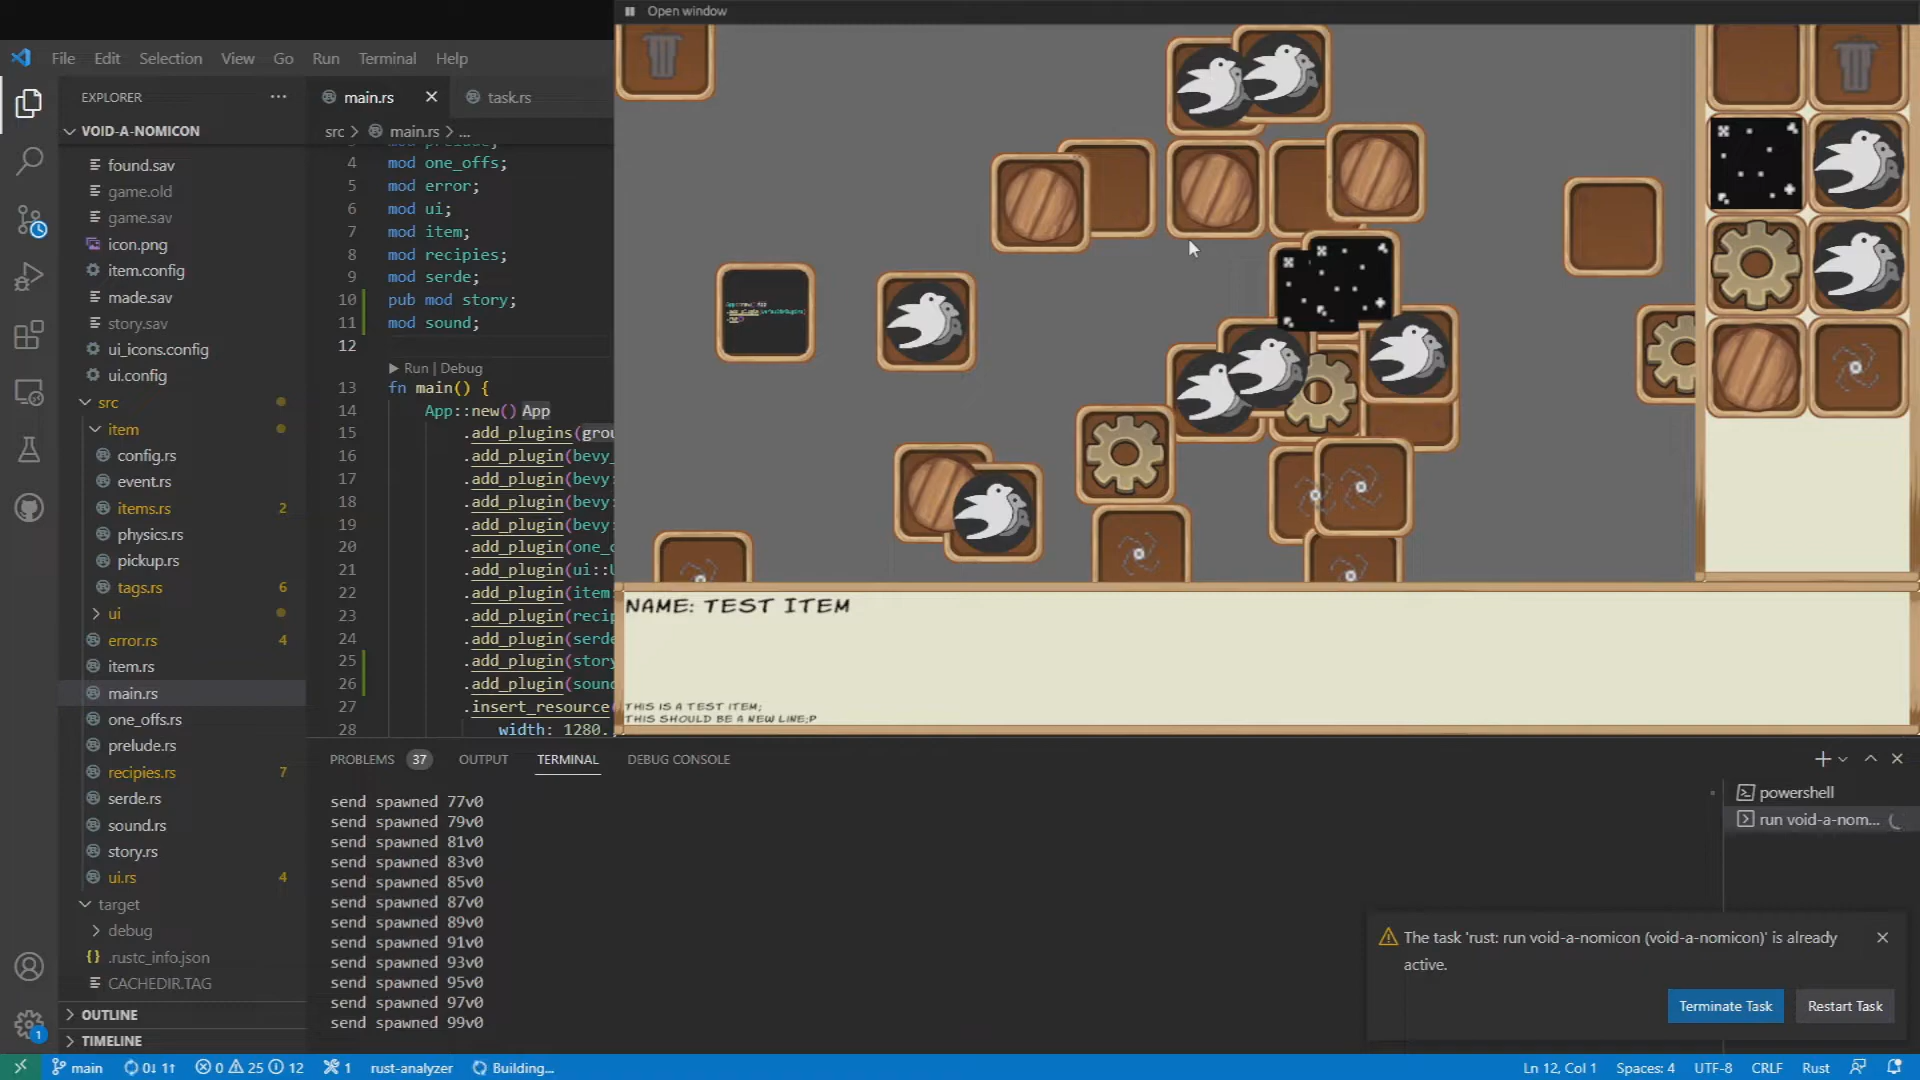 Open window
File Edit Selection View Go Run Terminal Help
EXPLORER
VOID-A-NOMICON
found.sav
game.old
game.sav
icon.png
item.config
made.sav
story.sav
ui_icons.config
ui.config
src
item
config.rs
event.rs
items.rs 2
physics.rs
pickup.rs
tags.rs 6
ui
error.rs 4
item.rs
main.rs
one_offs.rs
prelude.rs
recipies.rs 7
serde.rs
sound.rs
story.rs
ui.rs 4
target
debug
{} .rustc_info.json
CACHEDIR.TAG
OUTLINE
TIMELINE
main.rs
task.rs
src > main.rs > ...
4 mod one_offs;
5 mod error;
6 mod ui;
7 mod item;
8 mod recipies;
9 mod serde;
10 pub mod story;
11 mod sound;
12
Run | Debug
13 fn main() {
14 App::new() App
15 .add_plugins(grou
16 .add_plugin(bevy_
17 .add_plugin(bevy:
18 .add_plugin(bevy:
19 .add_plugin(bevy:
20 .add_plugin(one_o
21 .add_plugin(ui::U
22 .add_plugin(item:
23 .add_plugin(recip
24 .add_plugin(serde
25 .add_plugin(story
26 .add_plugin(sound
27 .insert_resource(
28 width: 1280.
NAME: TEST ITEM
THIS IS A TEST ITEM;
THIS SHOULD BE A NEW LINE;P
PROBLEMS 37 OUTPUT TERMINAL DEBUG CONSOLE
send spawned 77v0
send spawned 79v0
send spawned 81v0
send spawned 83v0
send spawned 85v0
send spawned 87v0
send spawned 89v0
send spawned 91v0
send spawned 93v0
send spawned 95v0
send spawned 97v0
send spawned 99v0
powershell
run void-a-nom...
The task 'rust: run void-a-nomicon (void-a-nomicon)' is already
active.
Terminate Task Restart Task
1
main 0↓ 1↑ 0 25 12 1 rust-analyzer Building... Ln 12, Col 1 Spaces: 4 UTF-8 CRLF Rust